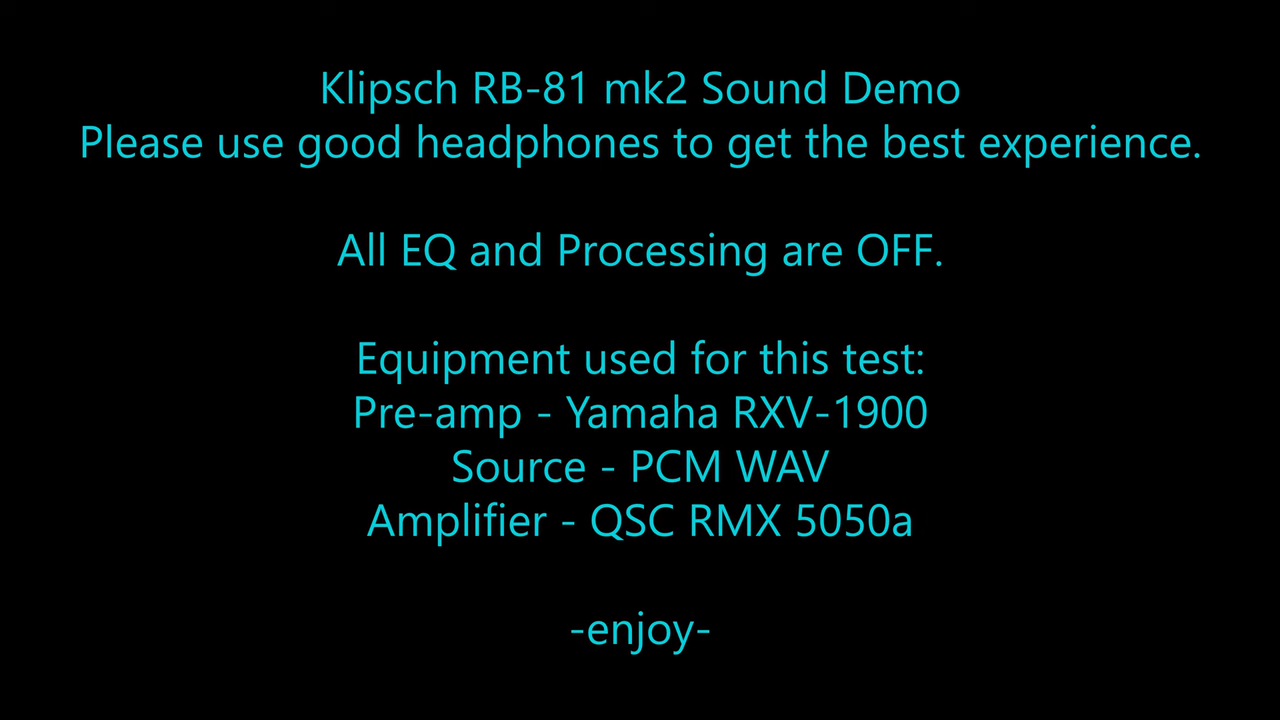 Klipsch RB-81 mk2 Sound Demo
Please use good headphones to get the best experience.
All EQ and Processing are OFF.
Equipment used for this test:
Pre-amp - Yamaha RXV-1900
Source - PCM WAV
Amplifier - QSC RMX 5050a
-enjoy-